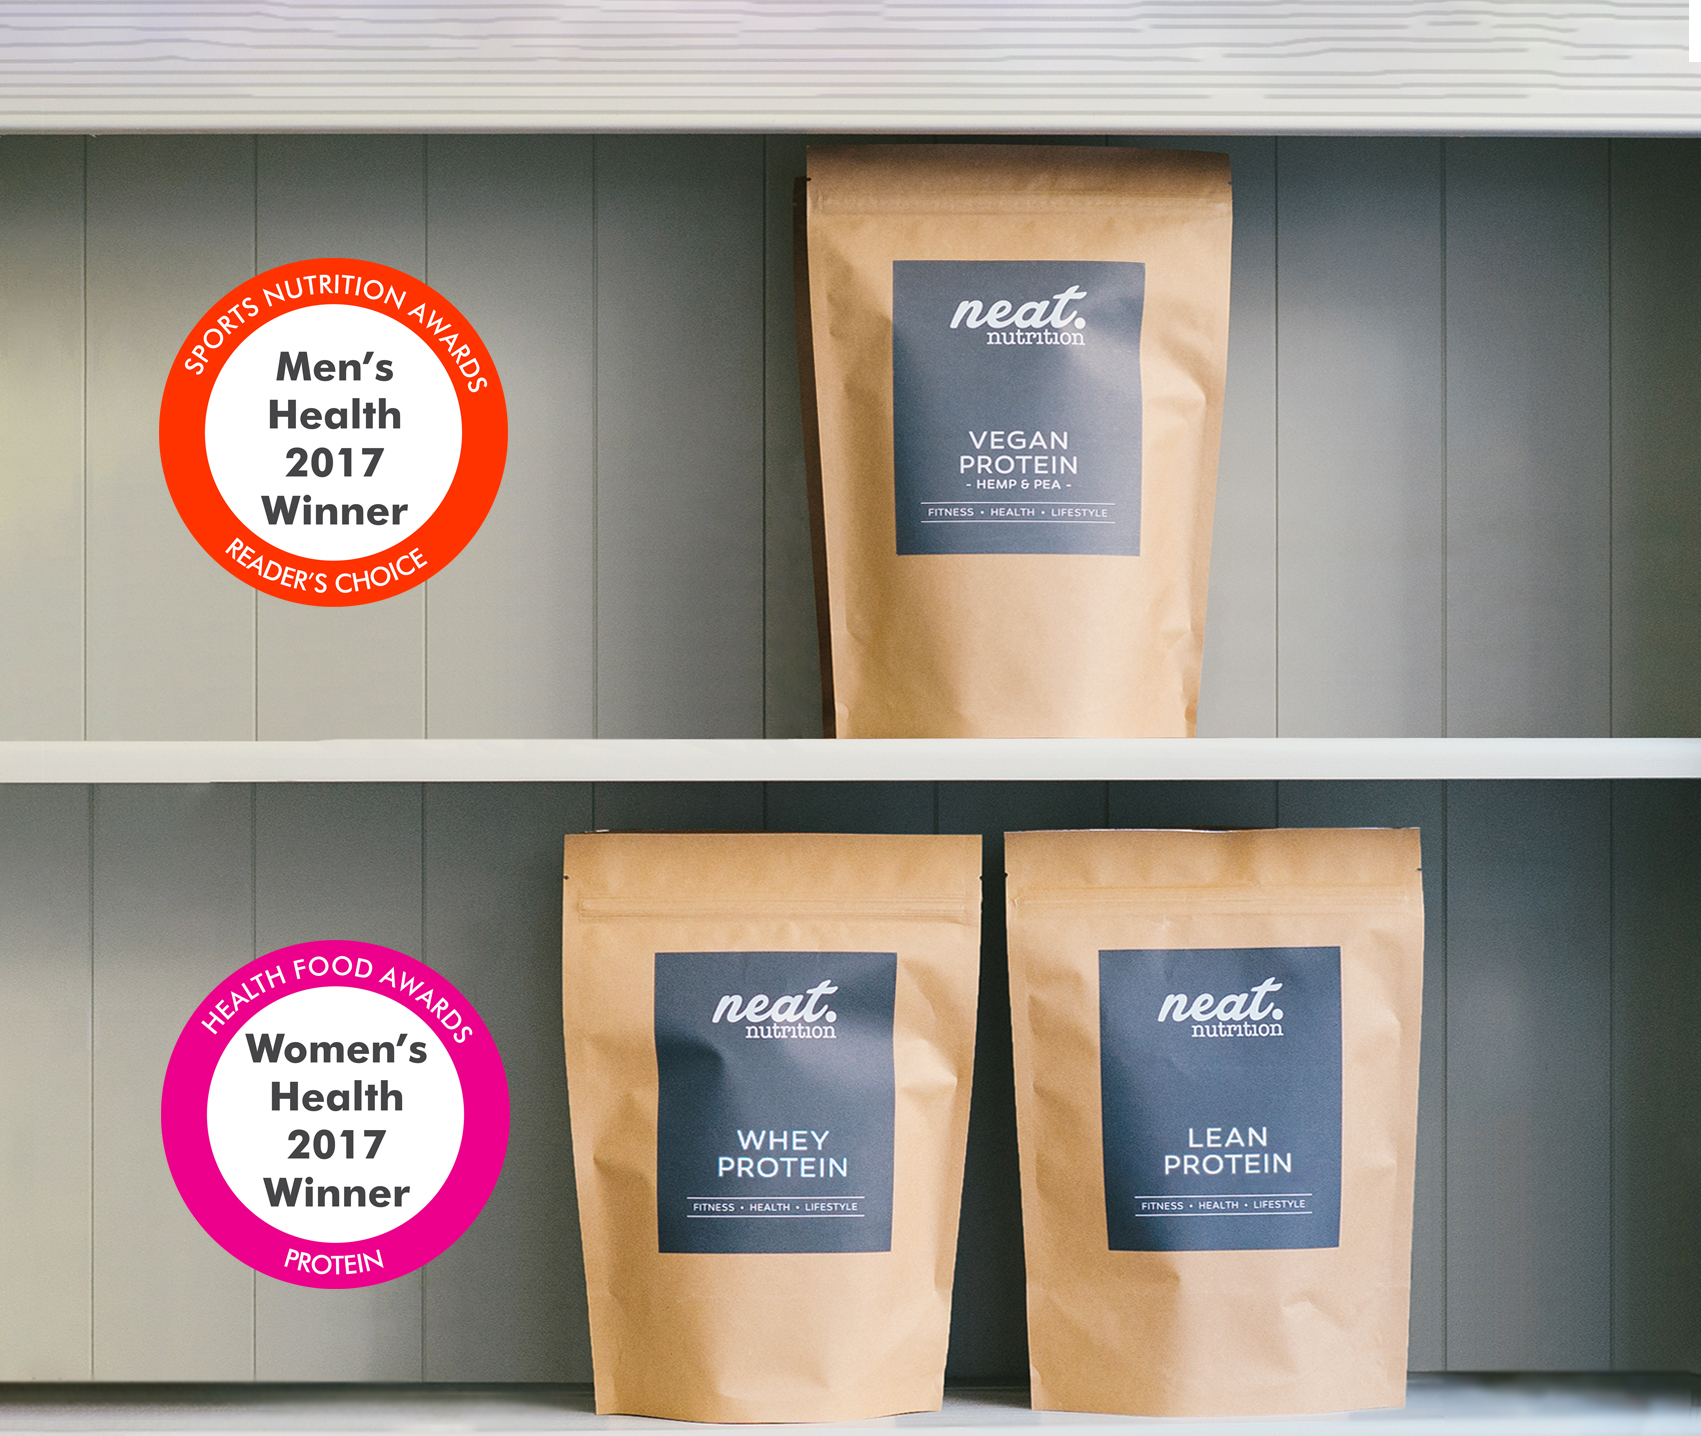 SPORTS NUTRITION AWARDS
Men's
Health
2017
Winner
READER'S CHOICE
neat.
nutrition
VEGAN
PROTEIN
- HEMP & PEA -
FITNESS • HEALTH • LIFESTYLE
HEALTH FOOD AWARDS
Women's
Health
2017
Winner
PROTEIN
neat.
nutrition
WHEY
PROTEIN
FITNESS • HEALTH • LIFESTYLE
neat.
nutrition
LEAN
PROTEIN
FITNESS • HEALTH • LIFESTYLE